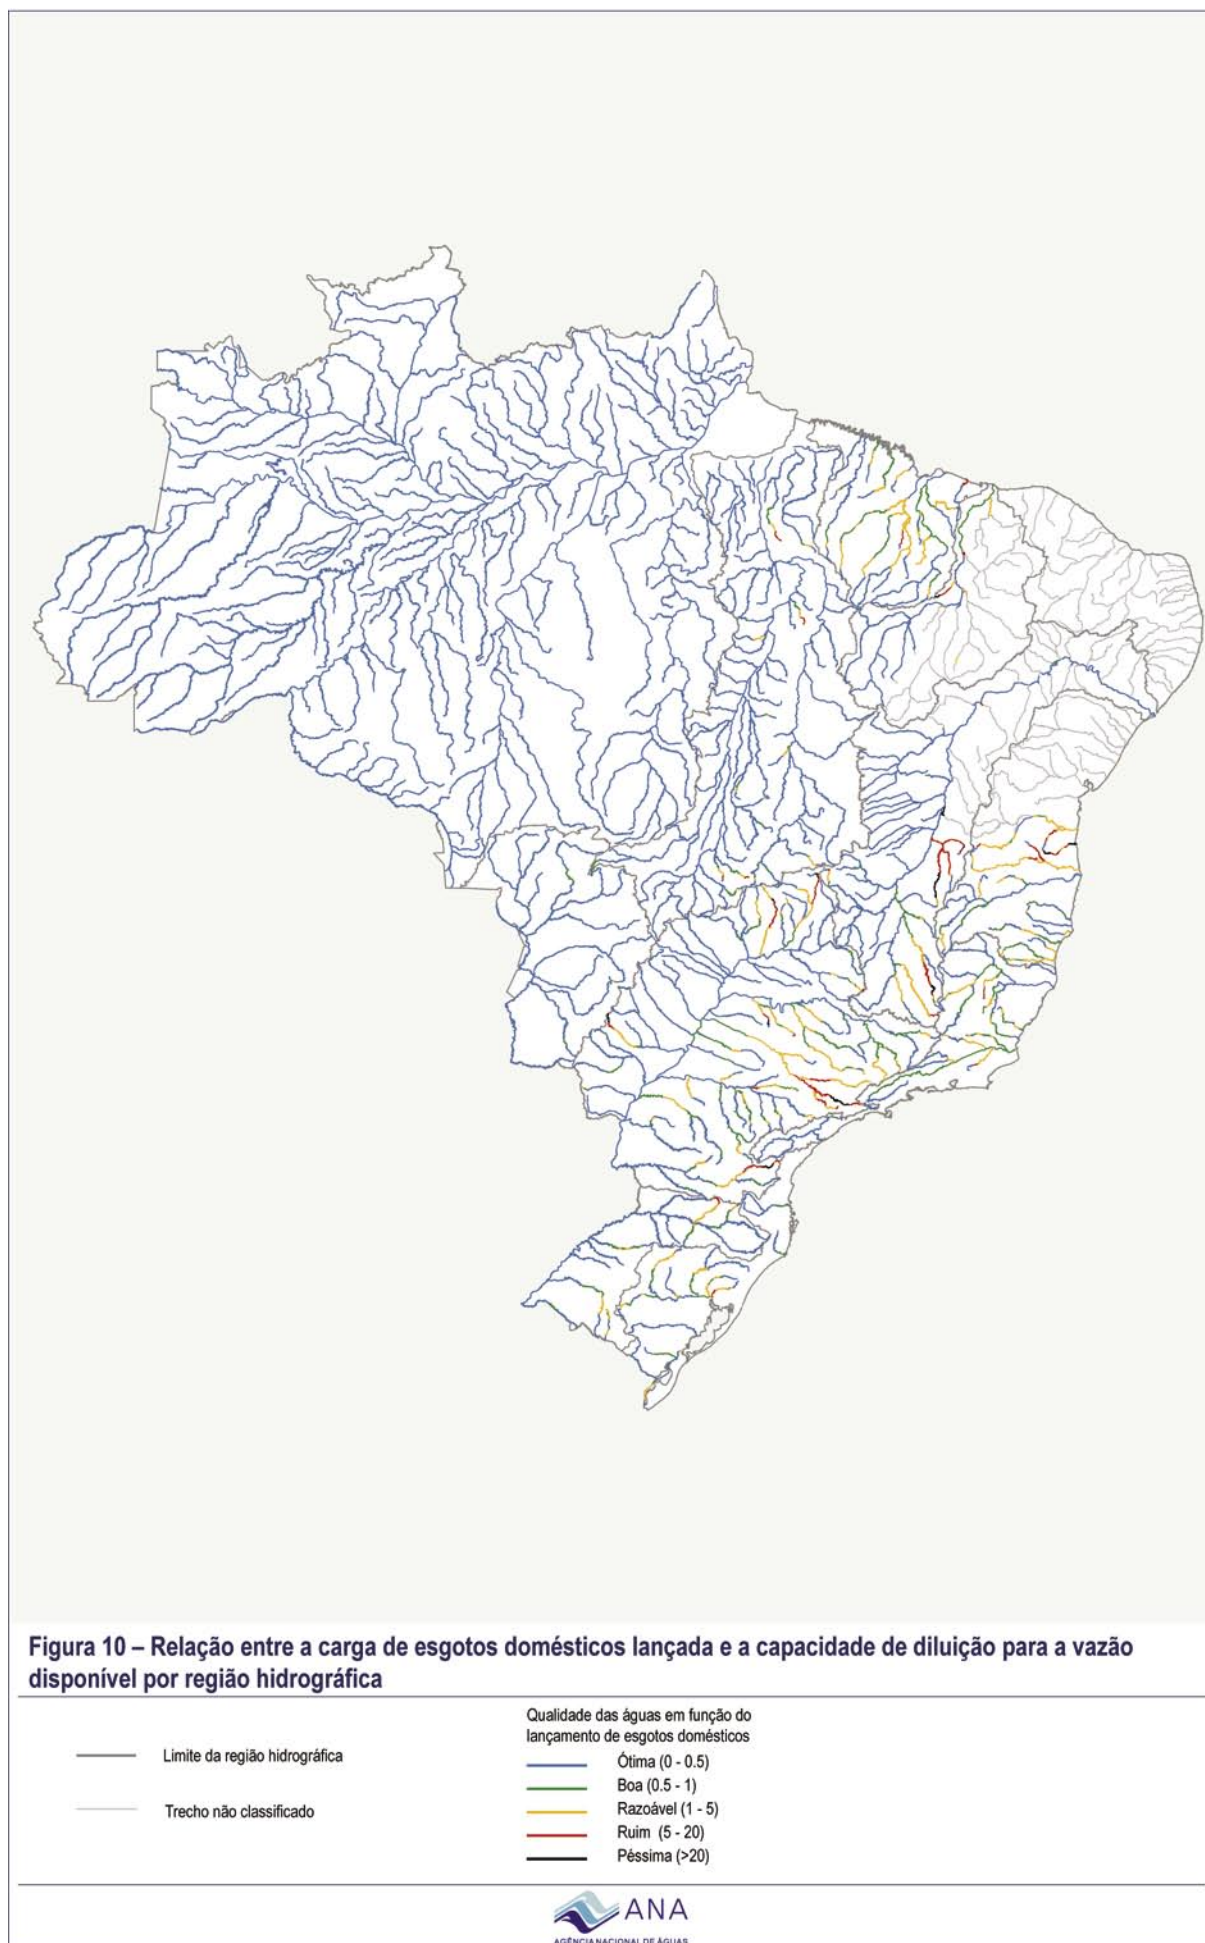 Figura 10 – Relação entre a carga de esgotos domésticos lançada e a capacidade de diluição para a vazão
disponível por região hidrográfica
Limite da região hidrográfica
Trecho não classificado
Qualidade das águas em função do
lançamento de esgotos domésticos
Ótima (0 - 0.5)
Boa (0.5 - 1)
Razoável (1 - 5)
Ruim (5 - 20)
Péssima (>20)
ANA
AGÊNCIA NACIONAL DE ÁGUAS